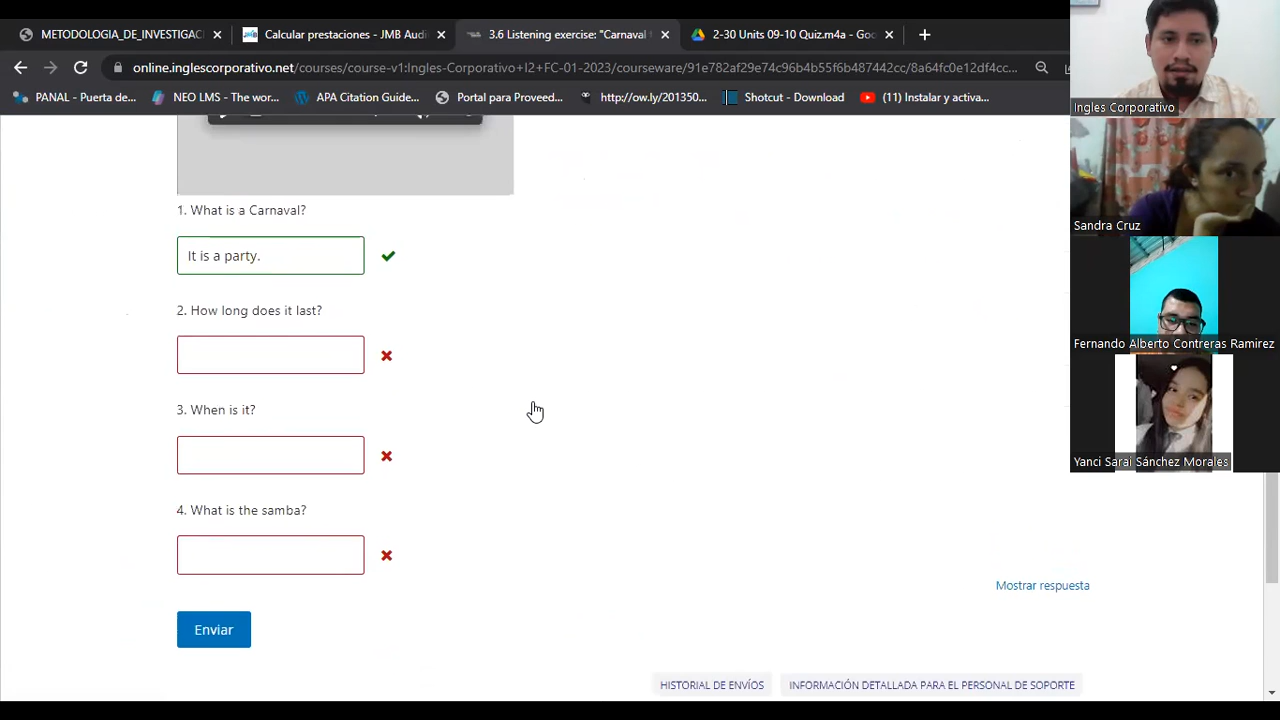 METODOLOGIA_DE_INVESTIGAC
Calcular prestaciones - JMB Audi
3.6 Listening exercise: "Carnaval
2-30 Units 09-10 Quiz.m4a - Goo
online.inglescorporativo.net/courses/course-v1:Ingles-Corporativo+I2+FC-01-2023/courseware/91e782af29e74c96b4b55f6b487442cc/8a64fc0e12df4cc...
PANAL - Puerta de...
NEO LMS - The wor...
APA Citation Guide...
Portal para Proveed...
http://ow.ly/201350...
Shotcut - Download
(11) Instalar y activa...
Ingles Corporativo
Sandra Cruz
Fernando Alberto Contreras Ramirez
Yanci Sarai Sánchez Morales
1. What is a Carnaval?
It is a party.
2. How long does it last?
3. When is it?
4. What is the samba?
Mostrar respuesta
Enviar
HISTORIAL DE ENVÍOS
INFORMACIÓN DETALLADA PARA EL PERSONAL DE SOPORTE